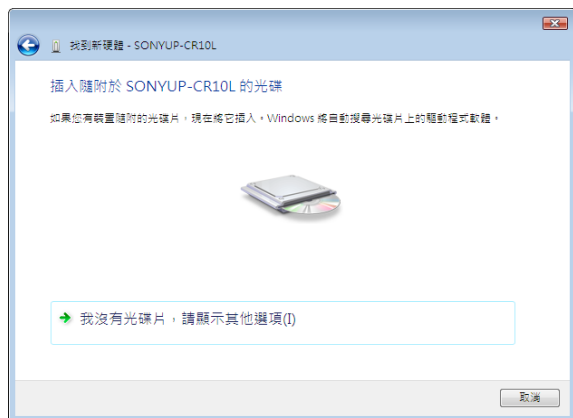 找到新硬體 - SONYUP-CR10L
插入隨附於 SONYUP-CR10L 的光碟
如果您有裝置隨附的光碟片，現在將它插入。Windows 將自動搜尋光碟片上的驅動程式軟體。
我沒有光碟片，請顯示其他選項(I)
取消